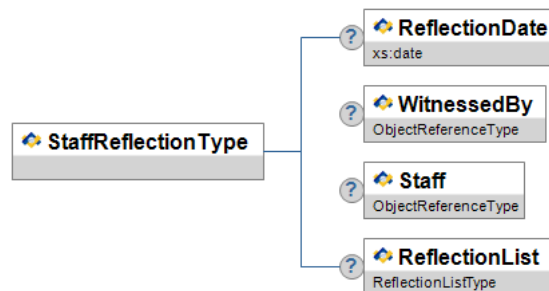 ?
ReflectionDate
xs:date
?
WitnessedBy
ObjectReferenceType
StaffReflectionType
?
Staff
ObjectReferenceType
?
ReflectionList
ReflectionListType